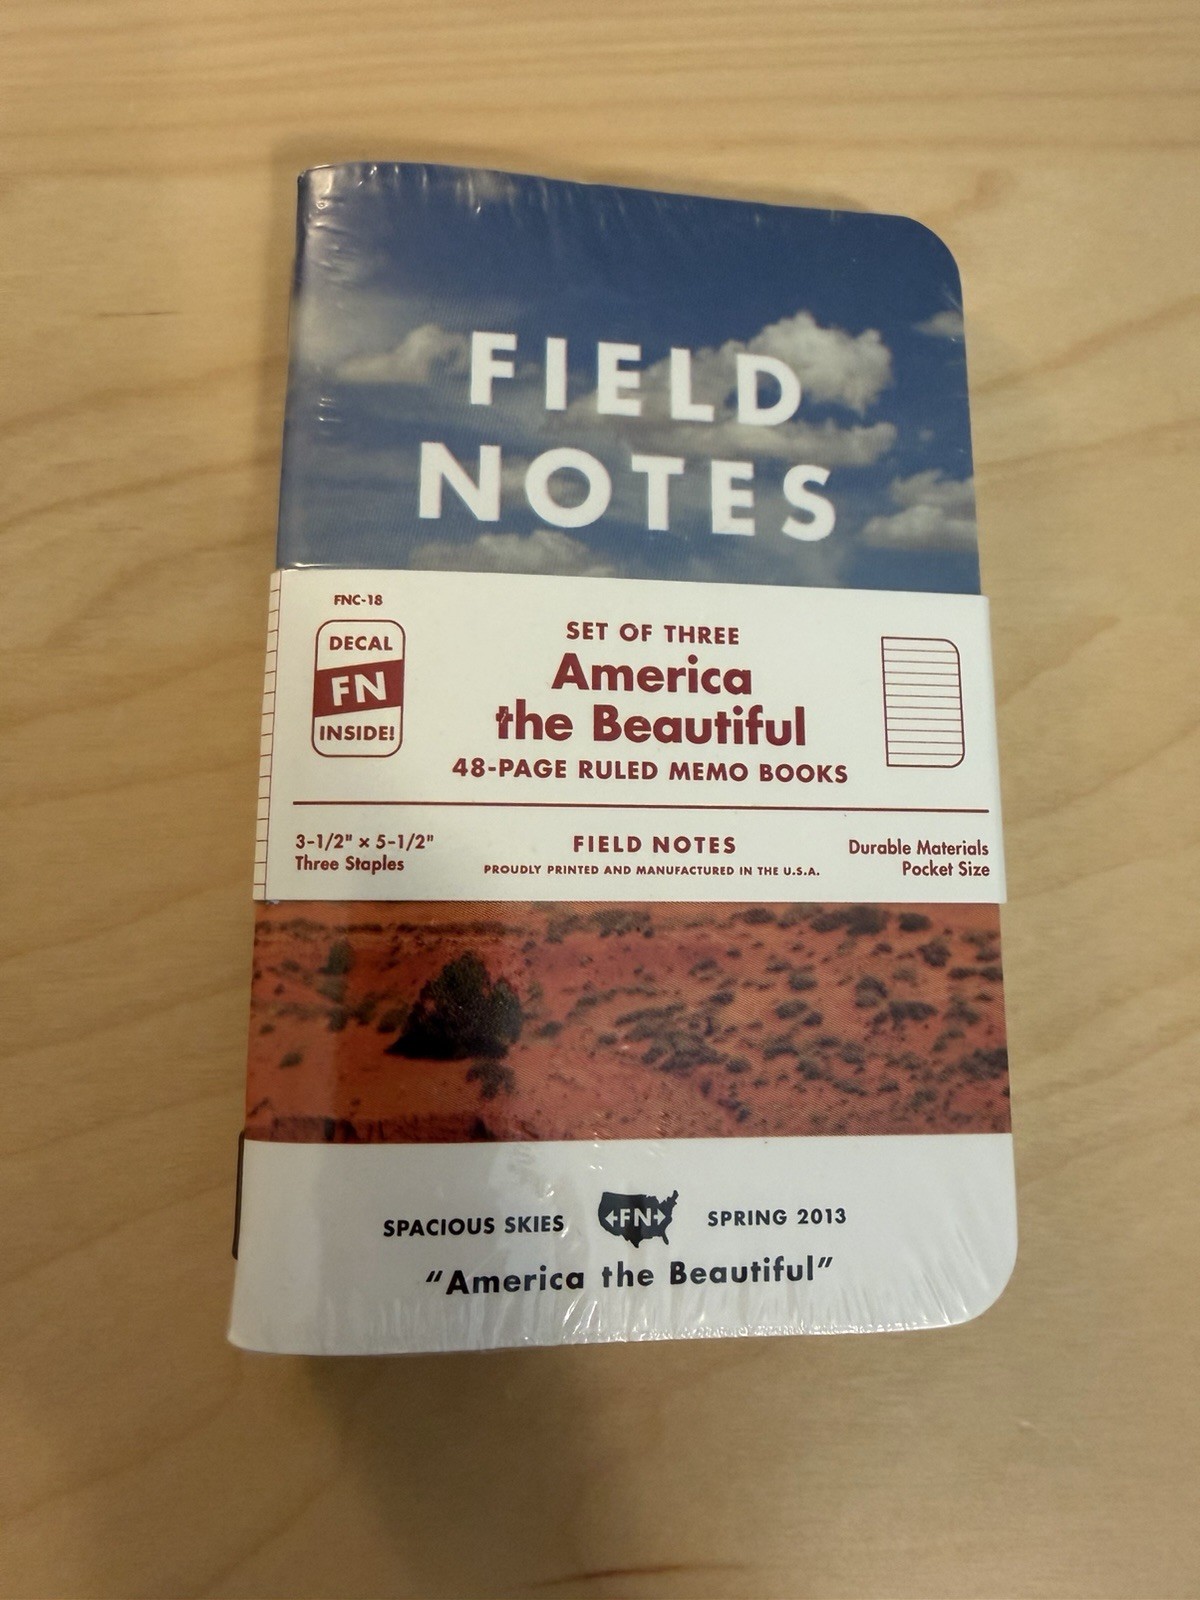 FIELD
NOTES
FNC-18
DECAL
FN
INSIDE!
SET OF THREE
America
the Beautiful
48-PAGE RULED MEMO BOOKS
3-1/2" × 5-1/2"
Three Staples
FIELD NOTES
PROUDLY PRINTED AND MANUFACTURED IN THE U.S.A.
Durable Materials
Pocket Size
SPACIOUS SKIES
FN
SPRING 2013
“America the Beautiful”